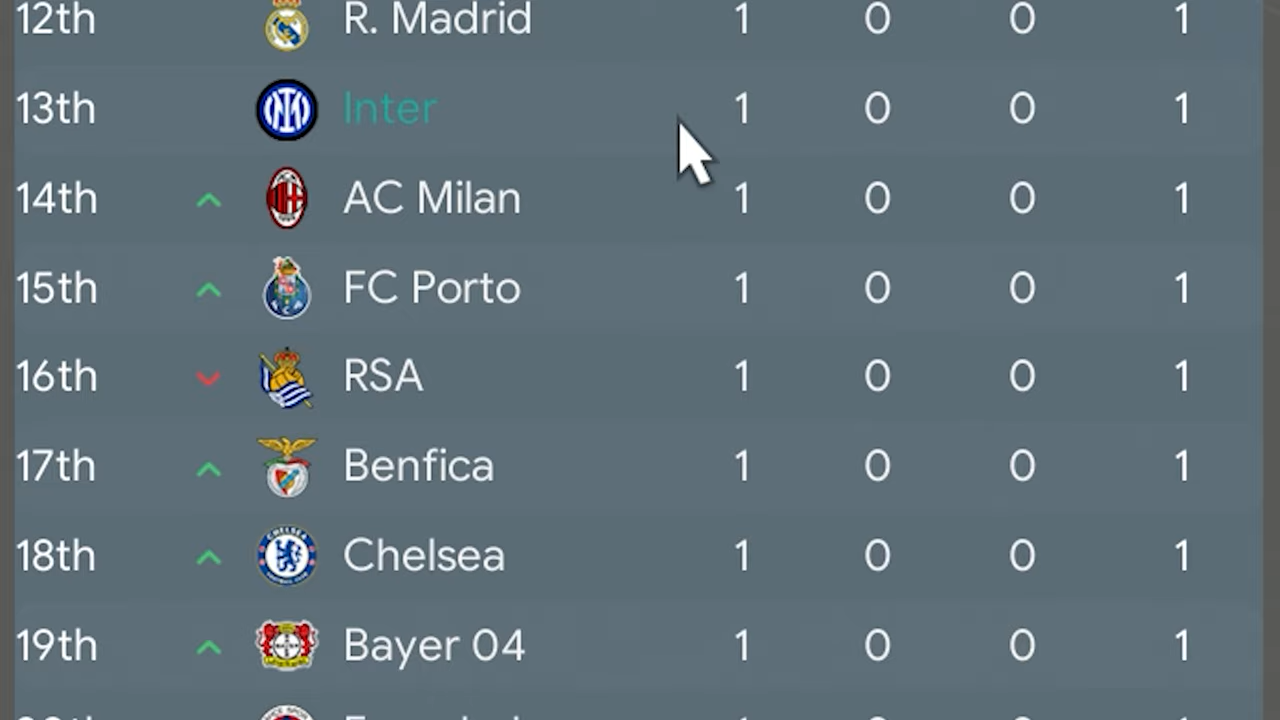 12th R. Madrid 1 0 0 1
13th Inter 1 0 0 1
14th AC Milan 1 0 0 1
15th FC Porto 1 0 0 1
16th RSA 1 0 0 1
17th Benfica 1 0 0 1
18th Chelsea 1 0 0 1
19th Bayer 04 1 0 0 1